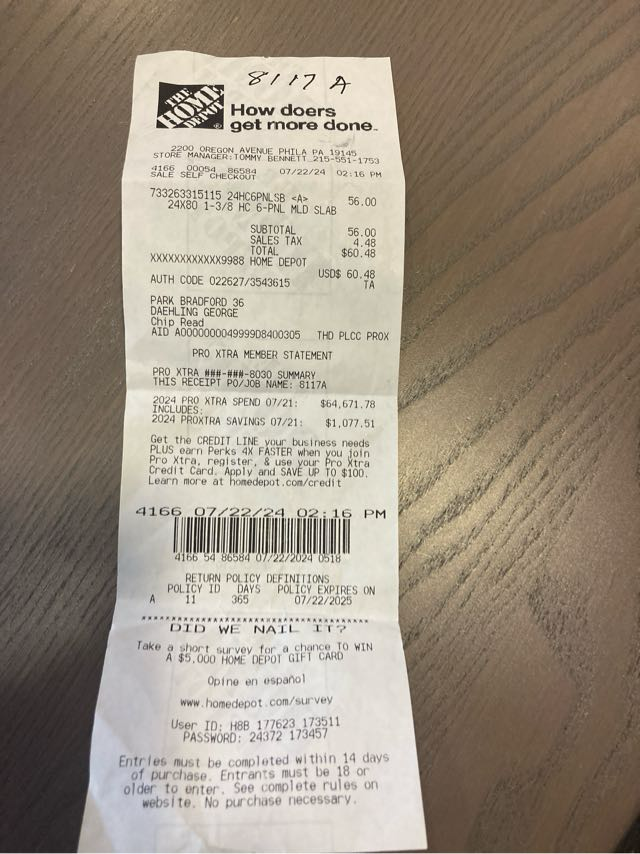 8117 A
THE
HOME
DEPOT
How doers
get more done.
2200 OREGON AVENUE PHILA PA 19145
STORE MANAGER:TOMMY BENNETT 215-551-1753
4166 00054 86584 07/22/24 02:16 PM
SALE SELF CHECKOUT
733263315115 24HC6PNLSB <A> 56.00
24X80 1-3/8 HC 6-PNL MLD SLAB
SUBTOTAL 56.00
SALES TAX 4.48
TOTAL $60.48
XXXXXXXXXXXX9988 HOME DEPOT
USD$ 60.48
AUTH CODE 022627/3543615 TA
PARK BRADFORD 36
DAEHLING GEORGE
Chip Read
AID A0000000049999D8400305 THD PLCC PROX
PRO XTRA MEMBER STATEMENT
PRO XTRA ###-###-8030 SUMMARY
THIS RECEIPT PO/JOB NAME: 8117A
2024 PRO XTRA SPEND 07/21: $64,671.78
INCLUDES:
2024 PROXTRA SAVINGS 07/21: $1,077.51
Get the CREDIT LINE your business needs
PLUS earn Perks 4X FASTER when you join
Pro Xtra, register, & use your Pro Xtra
Credit Card. Apply and SAVE UP TO $100.
Learn more at homedepot.com/credit
4166 07/22/24 02:16 PM
4166 54 86584 07/22/2024 0518
RETURN POLICY DEFINITIONS
POLICY ID DAYS POLICY EXPIRES ON
A 11 365 07/22/2025
****************************************
DID WE NAIL IT?
Take a short survey for a chance TO WIN
A $5,000 HOME DEPOT GIFT CARD
Opine en español
www.homedepot.com/survey
User ID: H8B 177623 173511
PASSWORD: 24372 173457
Entries must be completed within 14 days
of purchase. Entrants must be 18 or
older to enter. See complete rules on
website. No purchase necessary.